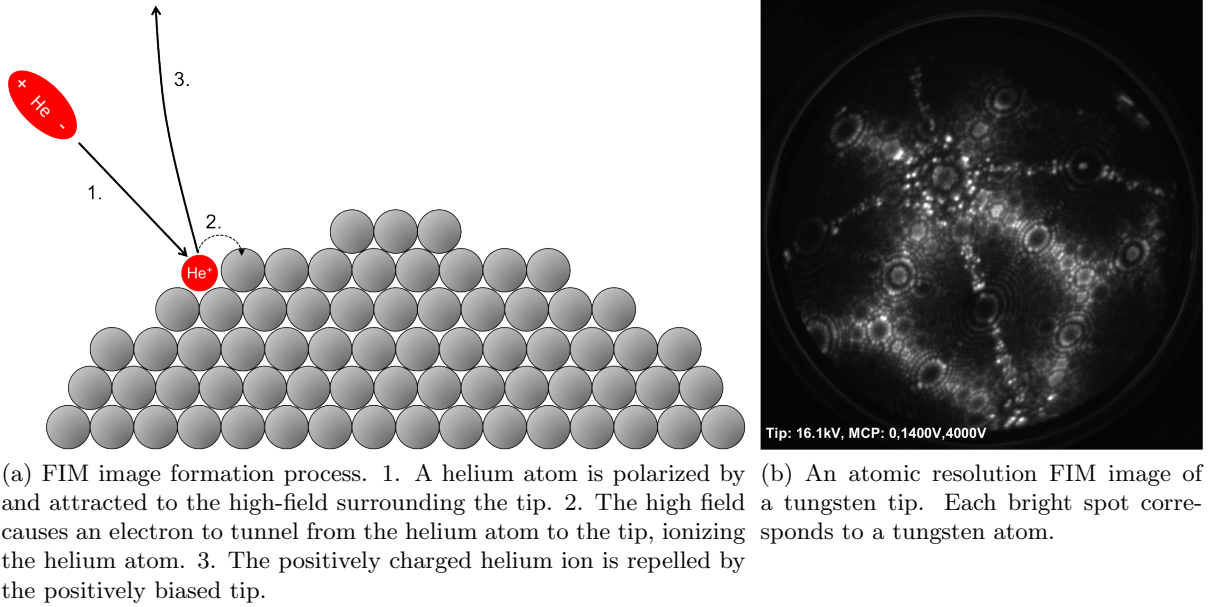 3.
+
He
-
1.
2.
He⁺
Tip: 16.1kV, MCP: 0,1400V,4000V
(a) FIM image formation process. 1. A helium atom is polarized by
and attracted to the high-field surrounding the tip. 2. The high field
causes an electron to tunnel from the helium atom to the tip, ionizing
the helium atom. 3. The positively charged helium ion is repelled by
the positively biased tip.
(b) An atomic resolution FIM image of
a tungsten tip. Each bright spot corre-
sponds to a tungsten atom.